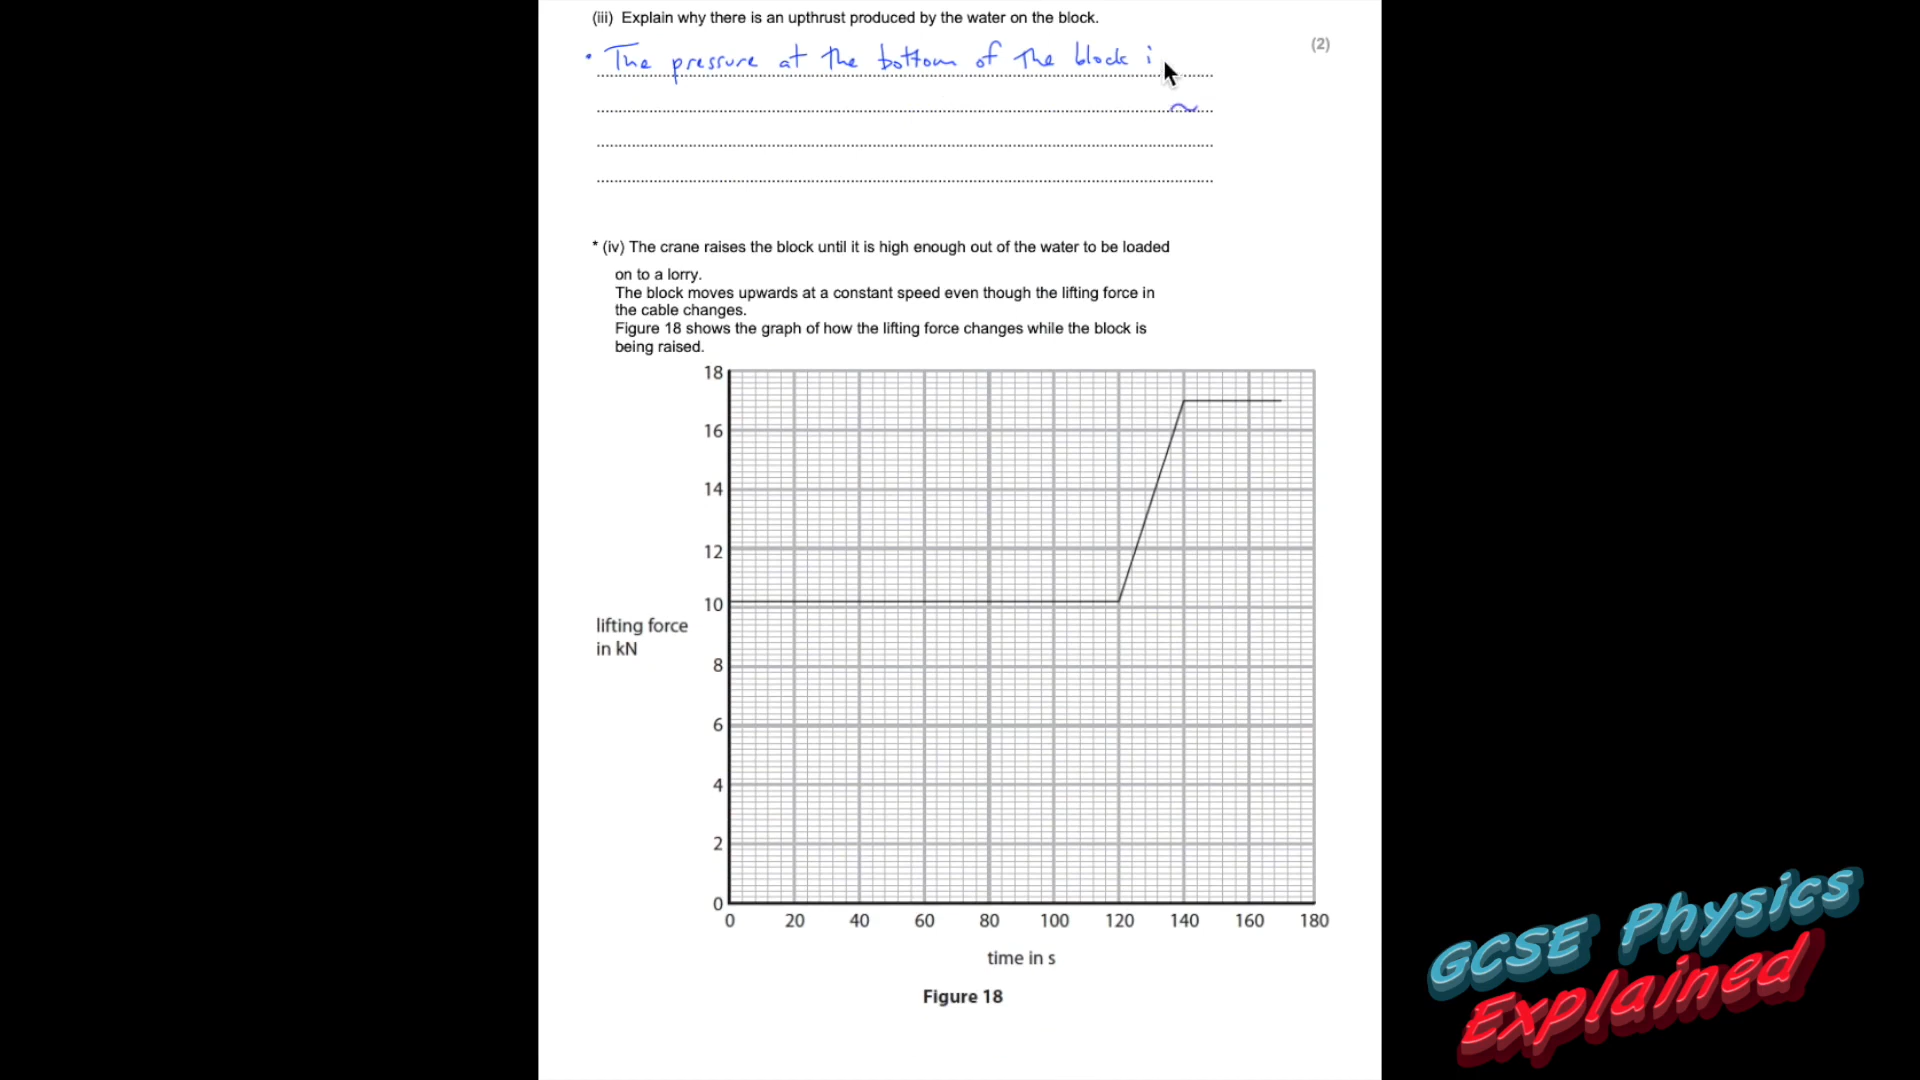 (iii) Explain why there is an upthrust produced by the water on the block.
(2)
• The pressure at the bottom of the block i
* (iv) The crane raises the block until it is high enough out of the water to be loaded
on to a lorry.
The block moves upwards at a constant speed even though the lifting force in
the cable changes.
Figure 18 shows the graph of how the lifting force changes while the block is
being raised.
18
16
14
12
10
lifting force
in kN
8
6
4
2
0
0 20 40 60 80 100 120 140 160 180
time in s
Figure 18
GCSE Physics
Explained